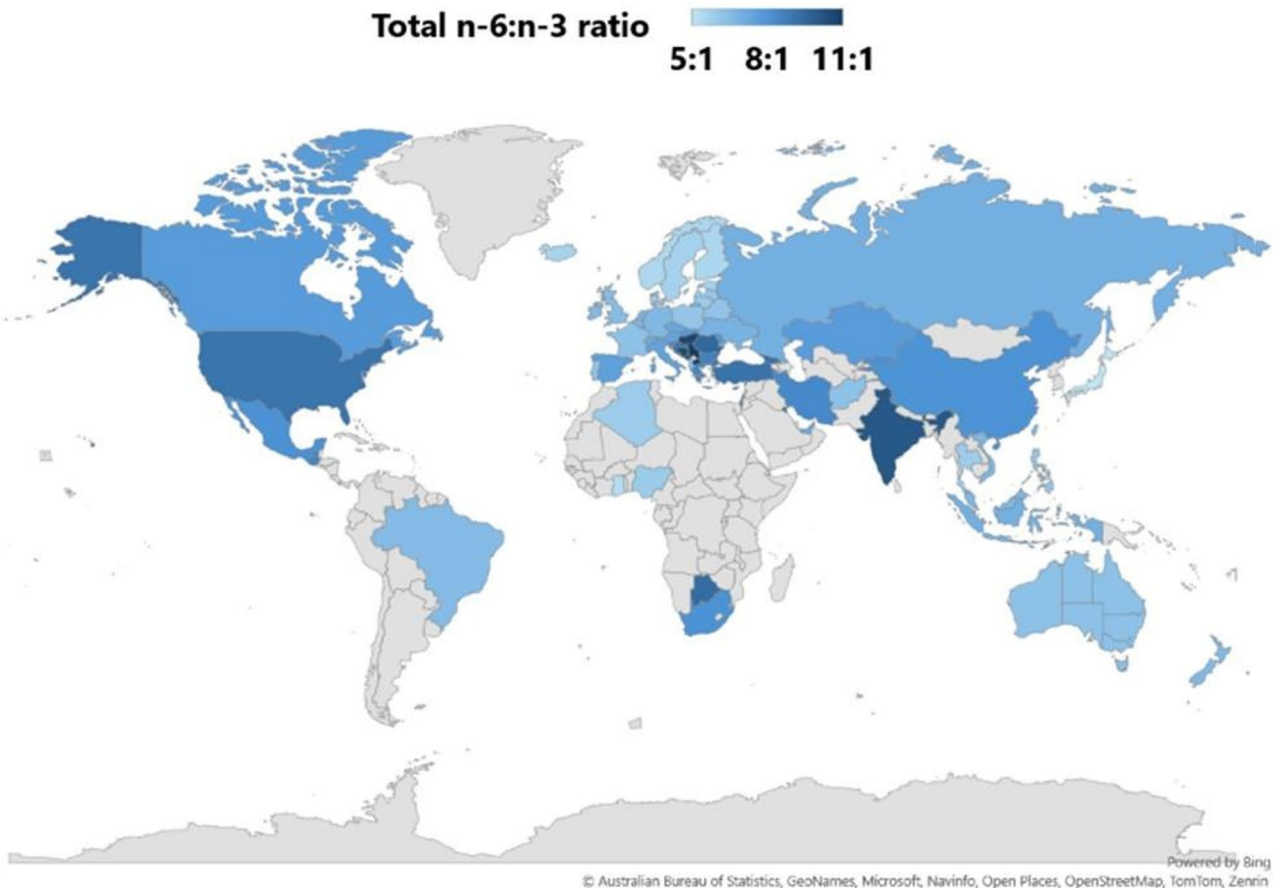 Total n-6:n-3 ratio
5:1 8:1 11:1
Powered by Bing
© Australian Bureau of Statistics, GeoNames, Microsoft, Navinfo, Open Places, OpenStreetMap, TomTom, Zenrin